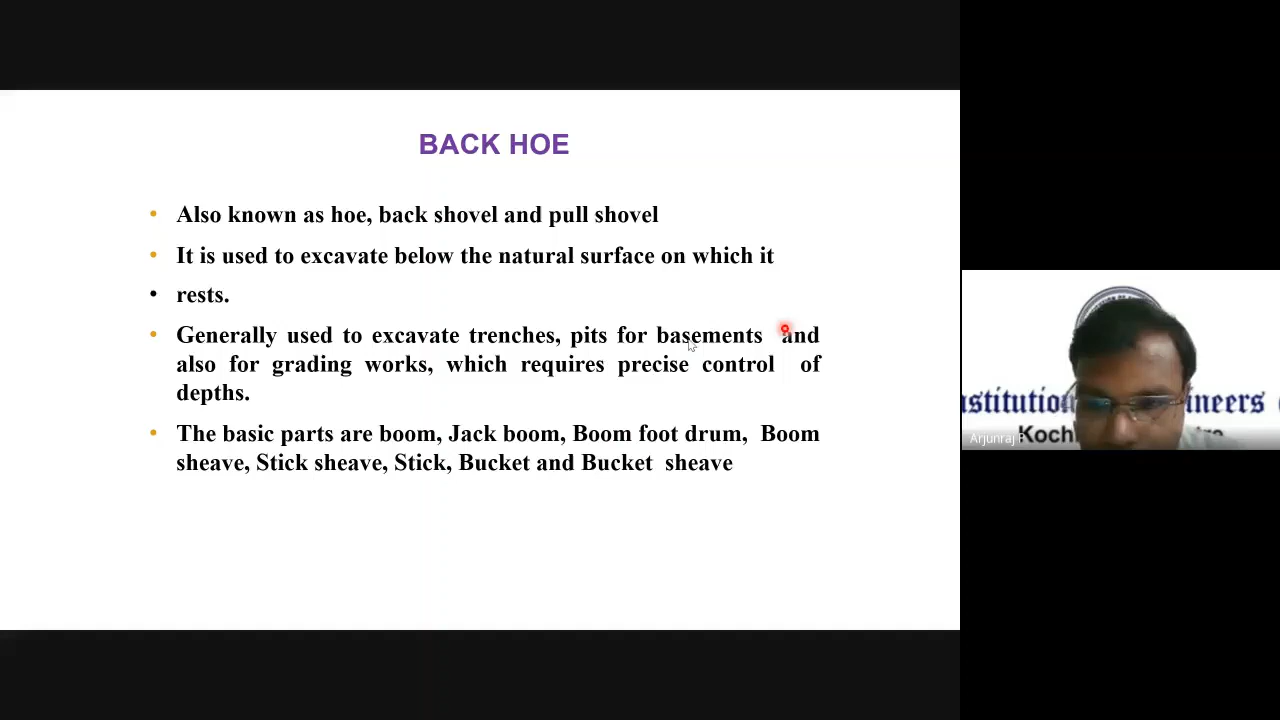 BACK HOE
• Also known as hoe, back shovel and pull shovel
• It is used to excavate below the natural surface on which it
• rests.
• Generally used to excavate trenches, pits for basements and
also for grading works, which requires precise control of
depths.
• The basic parts are boom, Jack boom, Boom foot drum, Boom
sheave, Stick sheave, Stick, Bucket and Bucket sheave
Arjunraj